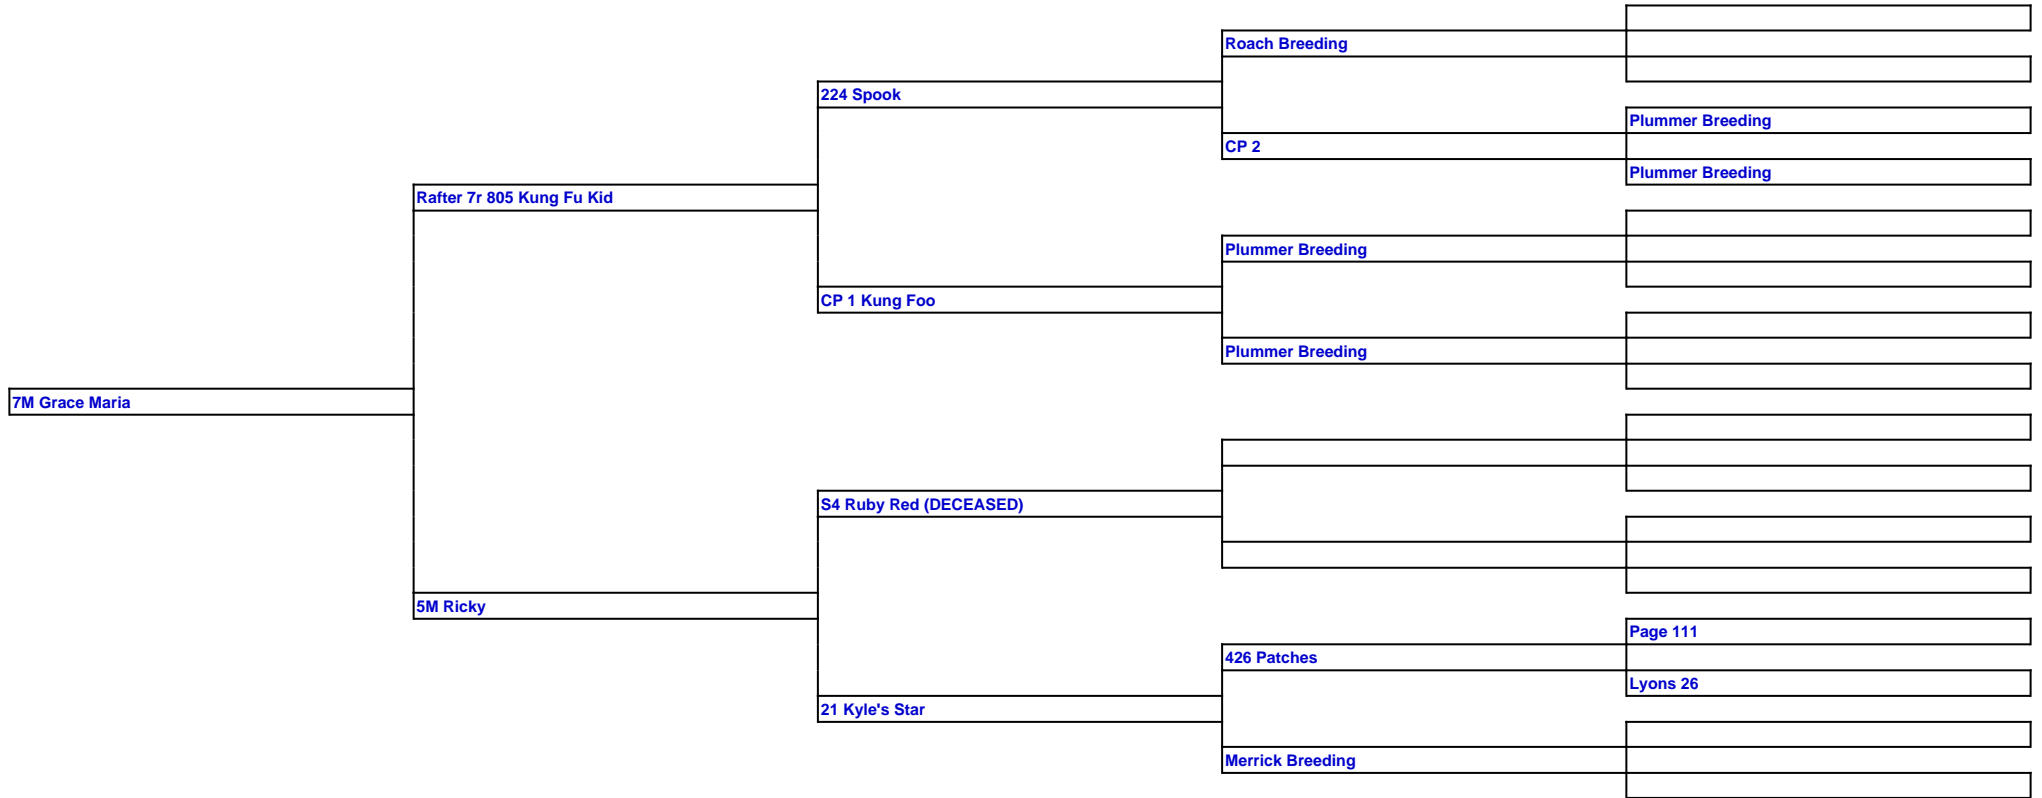 Roach Breeding
224 Spook
Plummer Breeding
CP 2
Plummer Breeding
Rafter 7r 805 Kung Fu Kid
Plummer Breeding
CP 1 Kung Foo
Plummer Breeding
7M Grace Maria
S4 Ruby Red (DECEASED)
5M Ricky
Page 111
426 Patches
Lyons 26
21 Kyle's Star
Merrick Breeding